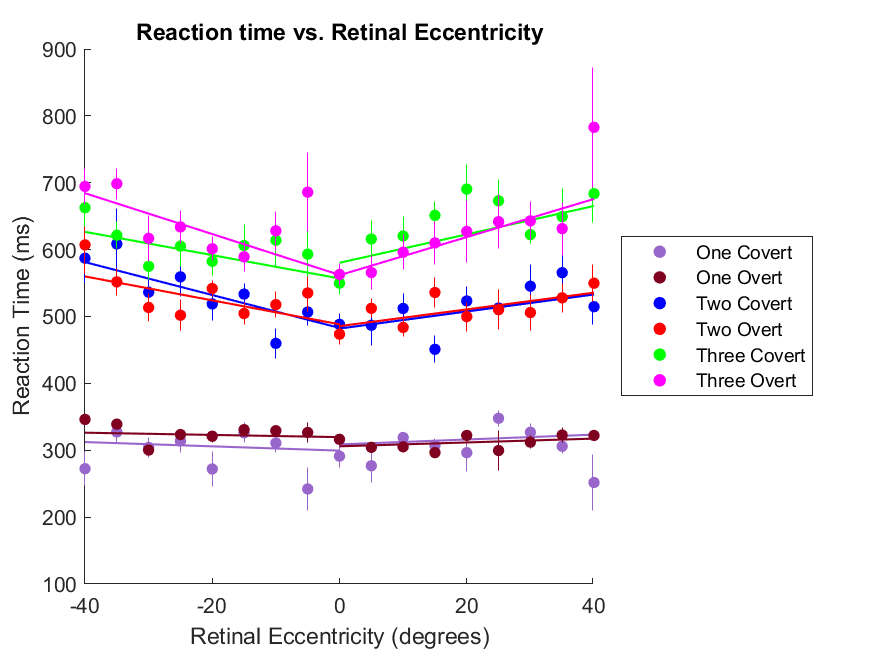 Reaction time vs. Retinal Eccentricity
900
800
700
600
500
400
300
200
100
-40
-20
0
20
40
Reaction Time (ms)
Retinal Eccentricity (degrees)
One Covert
One Overt
Two Covert
Two Overt
Three Covert
Three Overt